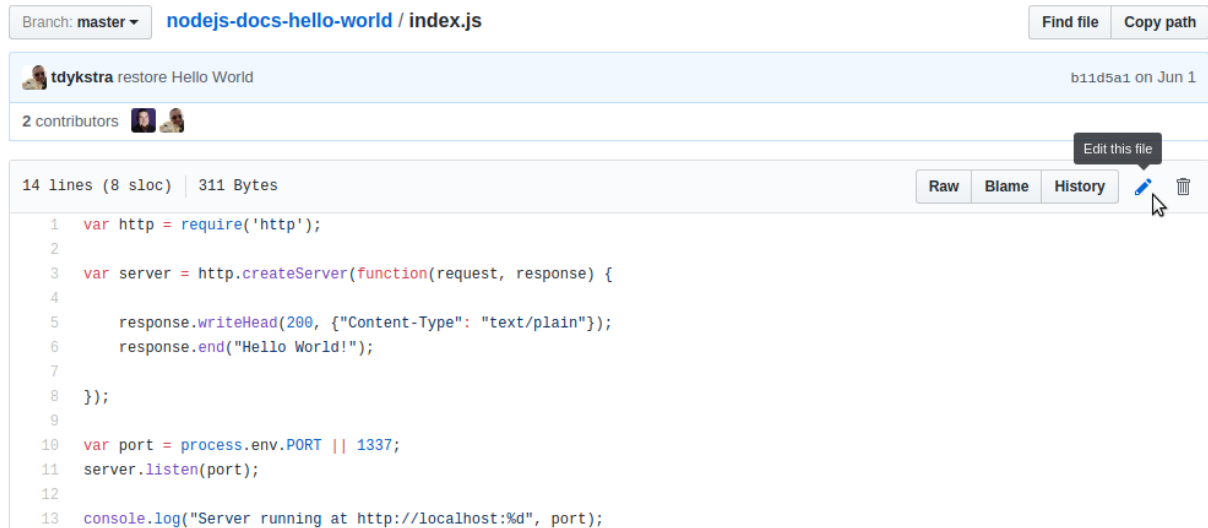 Branch: master nodejs-docs-hello-world / index.js Find file Copy path
tdykstra restore Hello World b11d5a1 on Jun 1
2 contributors
Edit this file
14 lines (8 sloc) 311 Bytes Raw Blame History
1 var http = require('http');
2
3 var server = http.createServer(function(request, response) {
4
5     response.writeHead(200, {"Content-Type": "text/plain"});
6     response.end("Hello World!");
7
8 });
9
10 var port = process.env.PORT || 1337;
11 server.listen(port);
12
13 console.log("Server running at http://localhost:%d", port);